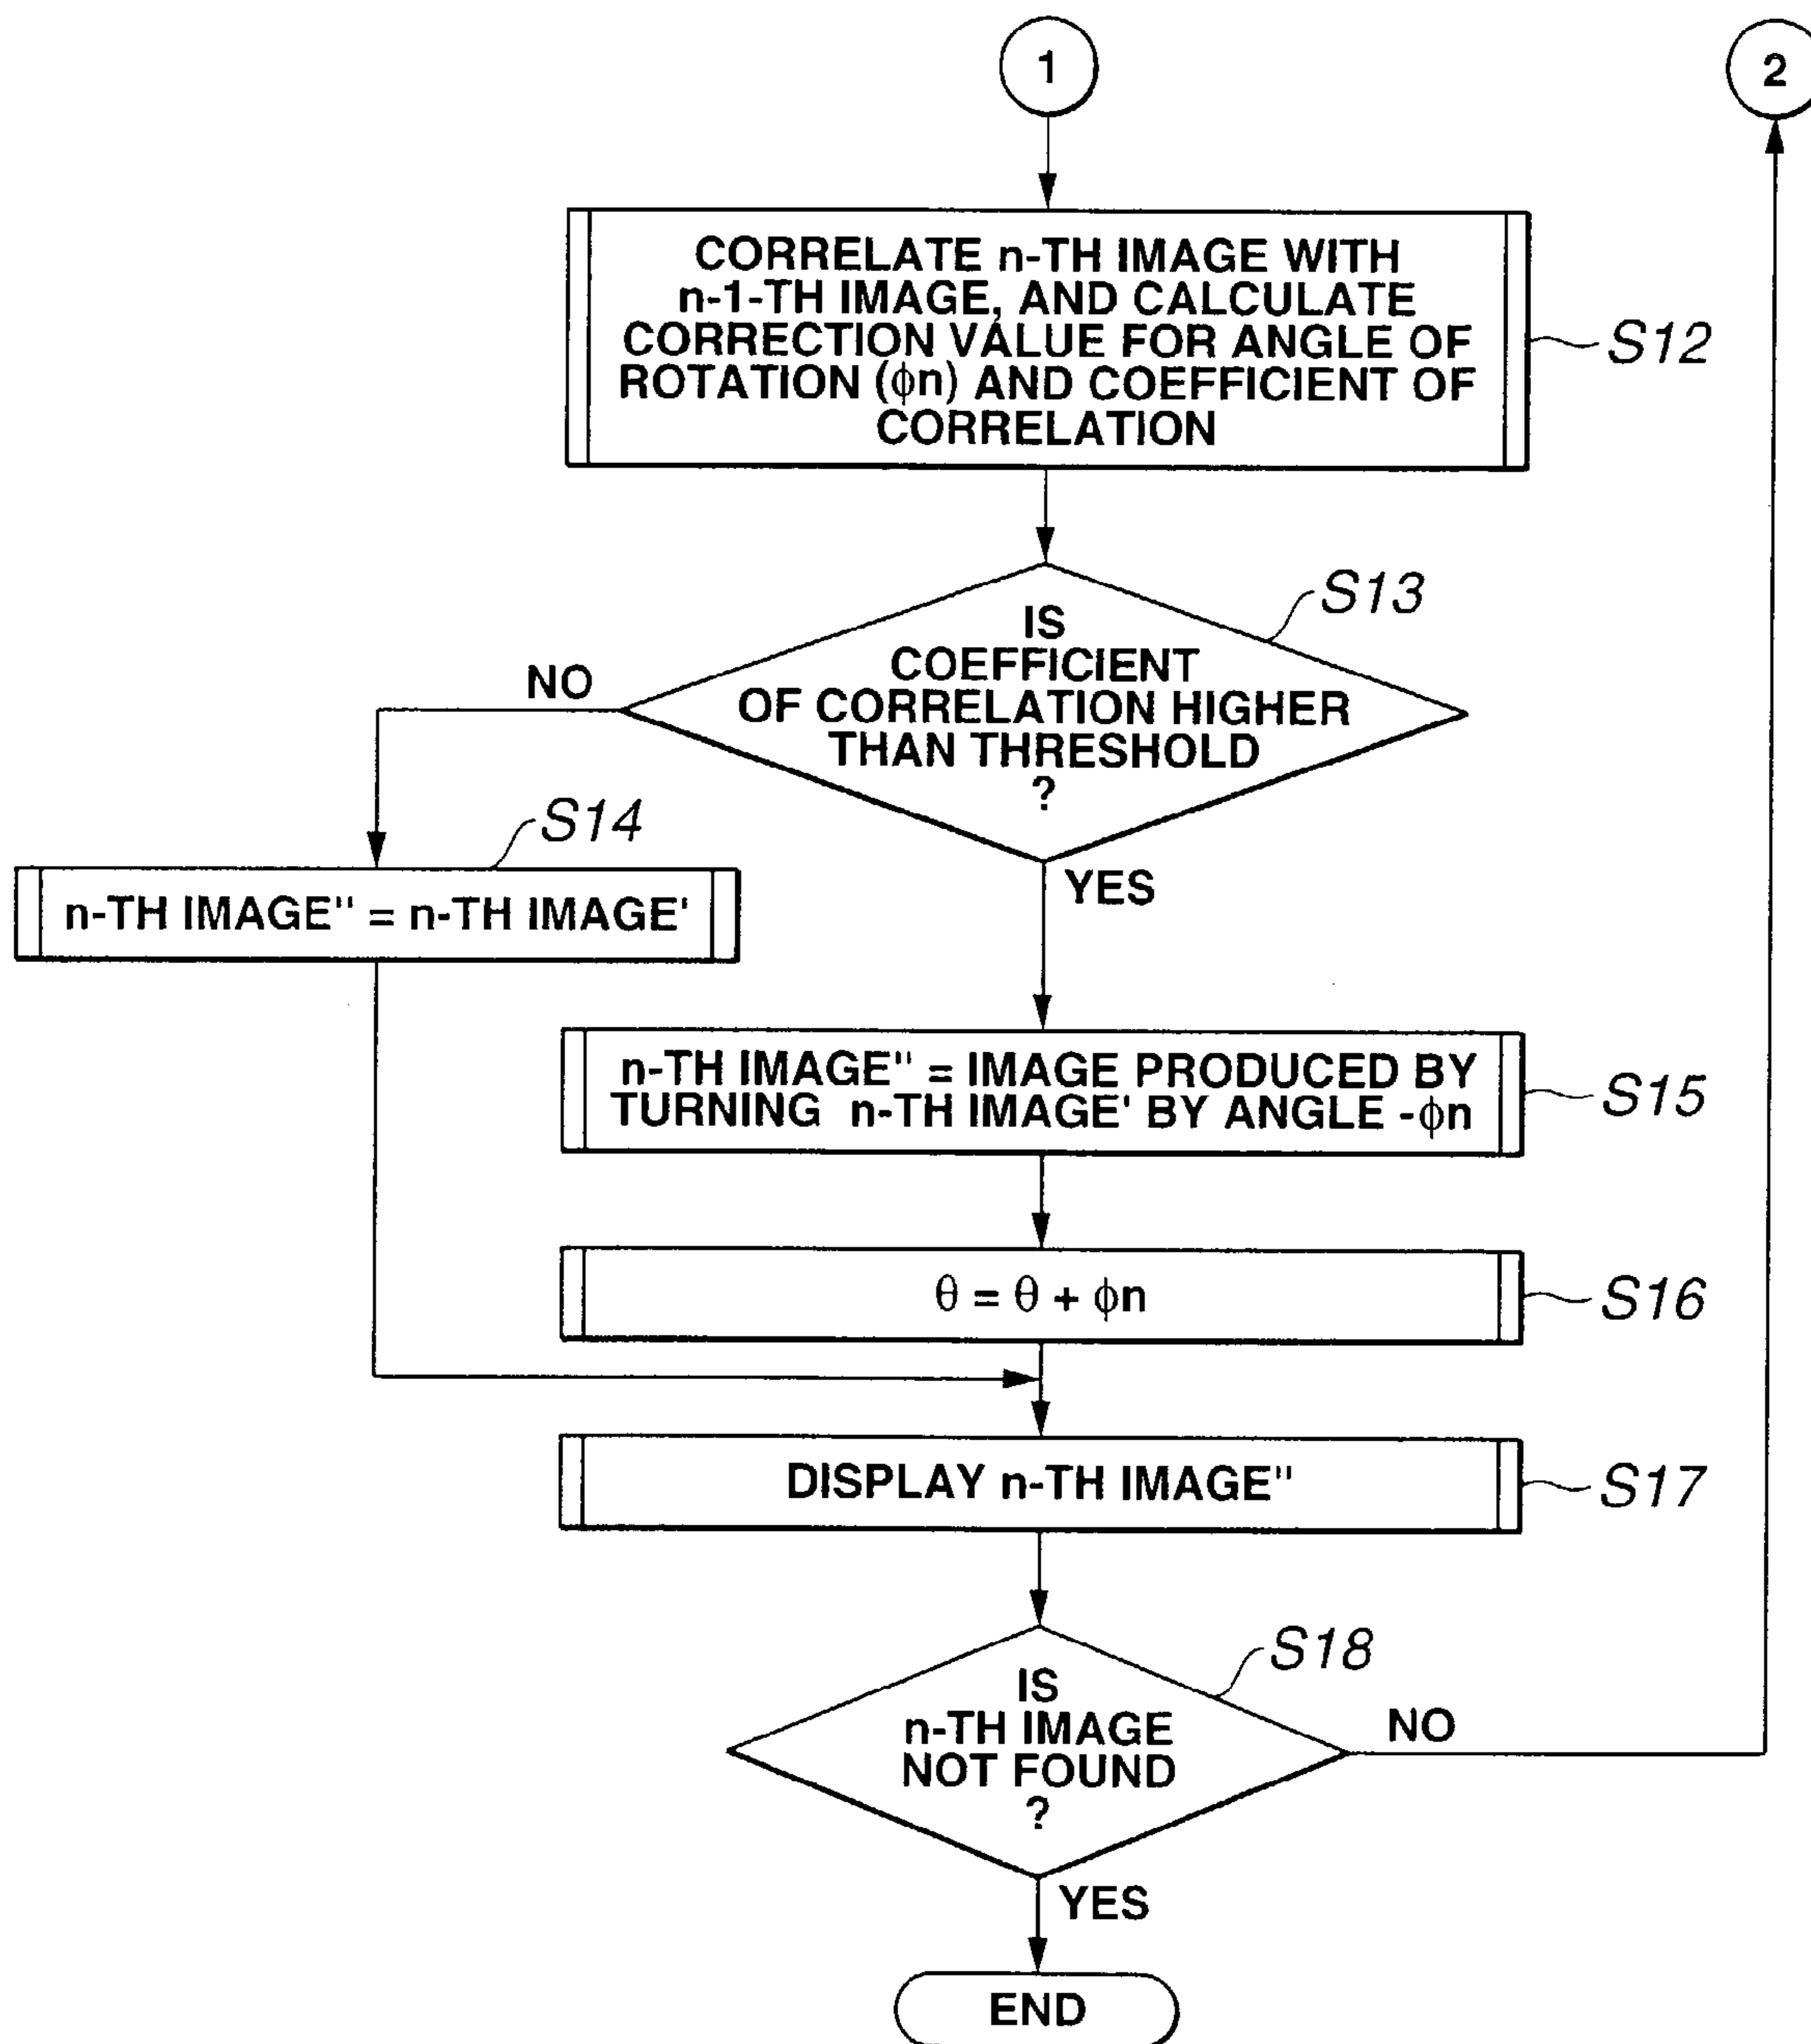 1
2
CORRELATE n-TH IMAGE WITH
n-1-TH IMAGE, AND CALCULATE
CORRECTION VALUE FOR ANGLE OF
ROTATION (ϕn) AND COEFFICIENT OF
CORRELATION
S12
S13
IS
COEFFICIENT
OF CORRELATION HIGHER
THAN THRESHOLD
?
NO
YES
S14
n-TH IMAGE" = n-TH IMAGE'
n-TH IMAGE" = IMAGE PRODUCED BY
TURNING n-TH IMAGE' BY ANGLE -ϕn
S15
θ = θ + ϕn
S16
DISPLAY n-TH IMAGE"
S17
S18
IS
n-TH IMAGE
NOT FOUND
?
NO
YES
END